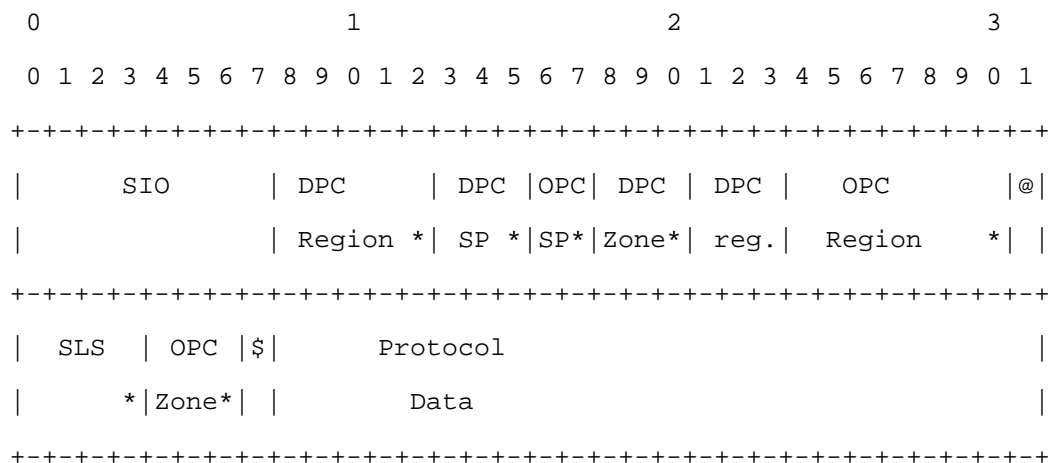 0                   1                   2                   3
 0 1 2 3 4 5 6 7 8 9 0 1 2 3 4 5 6 7 8 9 0 1 2 3 4 5 6 7 8 9 0 1
+-+-+-+-+-+-+-+-+-+-+-+-+-+-+-+-+-+-+-+-+-+-+-+-+-+-+-+-+-+-+-+-+
|      SIO      | DPC     | DPC |OPC| DPC | DPC |   OPC       |@|
|               | Region *| SP *|SP*|Zone*| reg.|  Region    *| |
+-+-+-+-+-+-+-+-+-+-+-+-+-+-+-+-+-+-+-+-+-+-+-+-+-+-+-+-+-+-+-+-+
|  SLS  | OPC |$|      Protocol                                 |
|      *|Zone*| |        Data                                   |
+-+-+-+-+-+-+-+-+-+-+-+-+-+-+-+-+-+-+-+-+-+-+-+-+-+-+-+-+-+-+-+-+